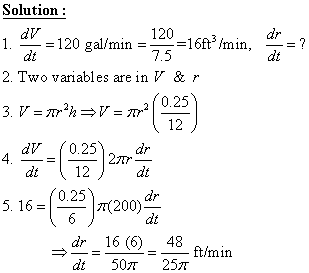 Solution :
1. dV/dt = 120 gal/min = 120/7.5 = 16ft³/min, dr/dt = ?
2. Two variables are in V & r
3. V = πr²h ⇒ V = πr² (0.25/12)
4. dV/dt = (0.25/12) 2πr dr/dt
5. 16 = (0.25/6) π(200) dr/dt
⇒ dr/dt = 16 (6)/50π = 48/25π ft/min